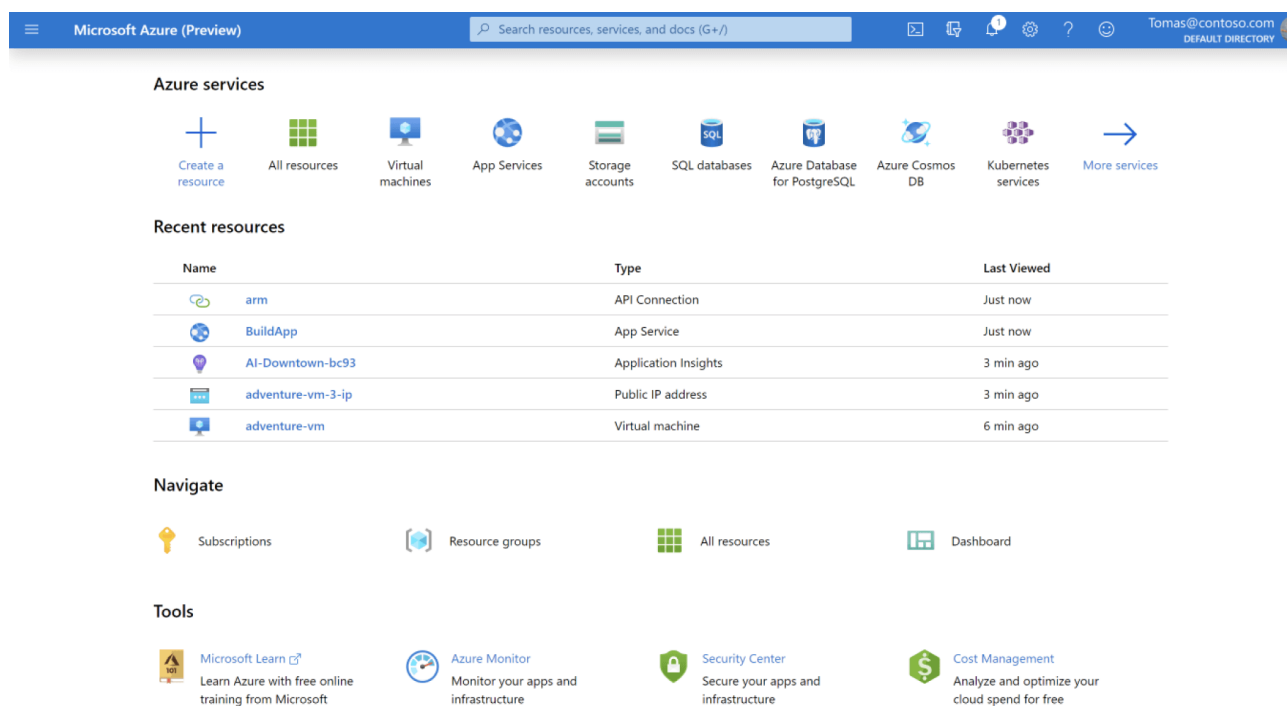 Microsoft Azure (Preview)
Search resources, services, and docs (G+/)
1
Tomas@contoso.com
DEFAULT DIRECTORY
Azure services
Create a
resource
All resources
Virtual
machines
App Services
Storage
accounts
SQL
SQL databases
Azure Database
for PostgreSQL
Azure Cosmos
DB
Kubernetes
services
More services
Recent resources
Name Type Last Viewed
arm API Connection Just now
BuildApp App Service Just now
AI-Downtown-bc93 Application Insights 3 min ago
adventure-vm-3-ip Public IP address 3 min ago
adventure-vm Virtual machine 6 min ago
Navigate
Subscriptions Resource groups All resources Dashboard
Tools
101
Microsoft Learn
Learn Azure with free online
training from Microsoft
Azure Monitor
Monitor your apps and
infrastructure
Security Center
Secure your apps and
infrastructure
$
Cost Management
Analyze and optimize your
cloud spend for free